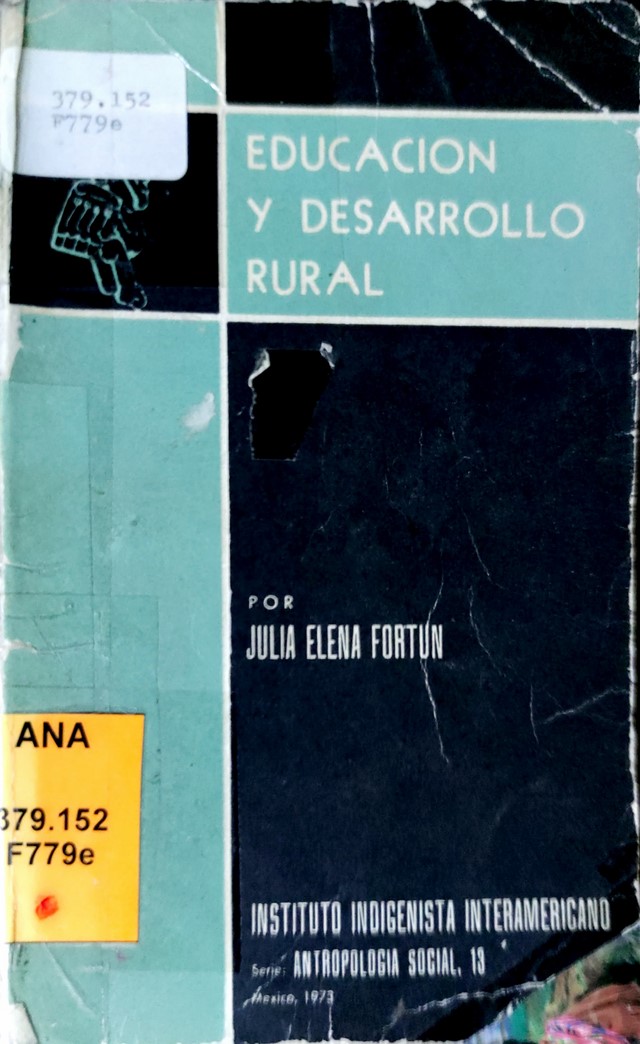 379.152
F779e
EDUCACION
Y DESARROLLO
RURAL
POR
JULIA ELENA FORTUN
ANA
379.152
F779e
INSTITUTO INDIGENISTA INTERAMERICANO
Serie: ANTROPOLOGIA SOCIAL, 13
Mexico, 1973